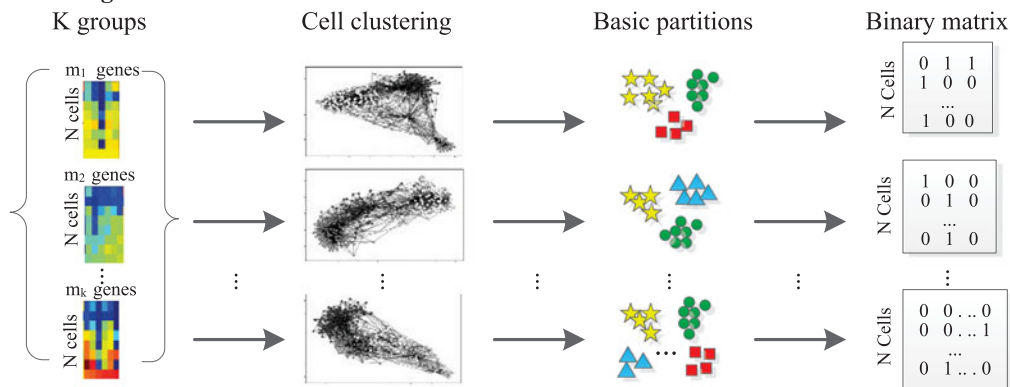 K groups
Cell clustering
Basic partitions
Binary matrix
m₁ genes
N cells
N Cells
0 1 1
1 0 0
...
1 0 0
m₂ genes
N cells
N Cells
1 0 0
0 1 0
...
0 1 0
mₖ genes
N cells
...
N Cells
0 0 . .. 0
0 0 ... 1
...
0 1 .. . 0